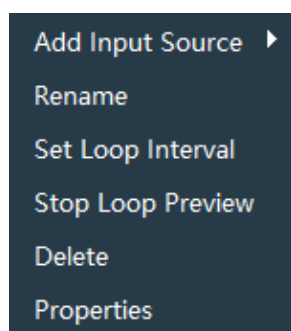 Add Input Source
Rename
Set Loop Interval
Stop Loop Preview
Delete
Properties